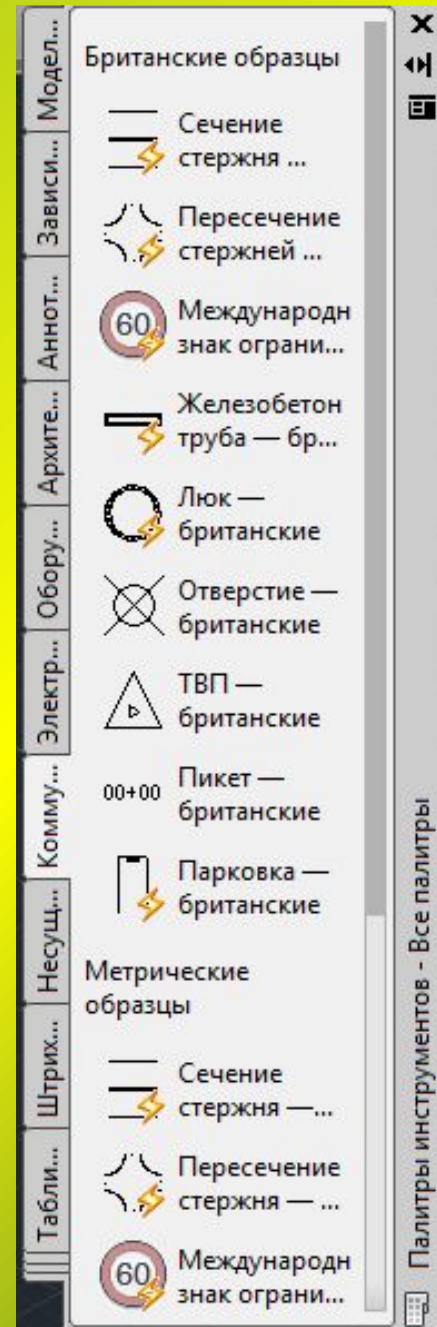 Модел...
Зависи...
Аннот...
Архите...
Обору...
Электр...
Комму...
Несущ...
Штрих...
Табли...
Британские образцы
Сечение
стержня ...
Пересечение
стержней ...
60
Международн
знак ограни...
Железобетон
труба — бр...
Люк —
британские
Отверстие —
британские
ТВП —
британские
00+00
Пикет —
британские
Парковка —
британские
Метрические
образцы
Сечение
стержня —...
Пересечение
стержня — ...
60
Международн
знак ограни...
Палитры инструментов - Все палитры